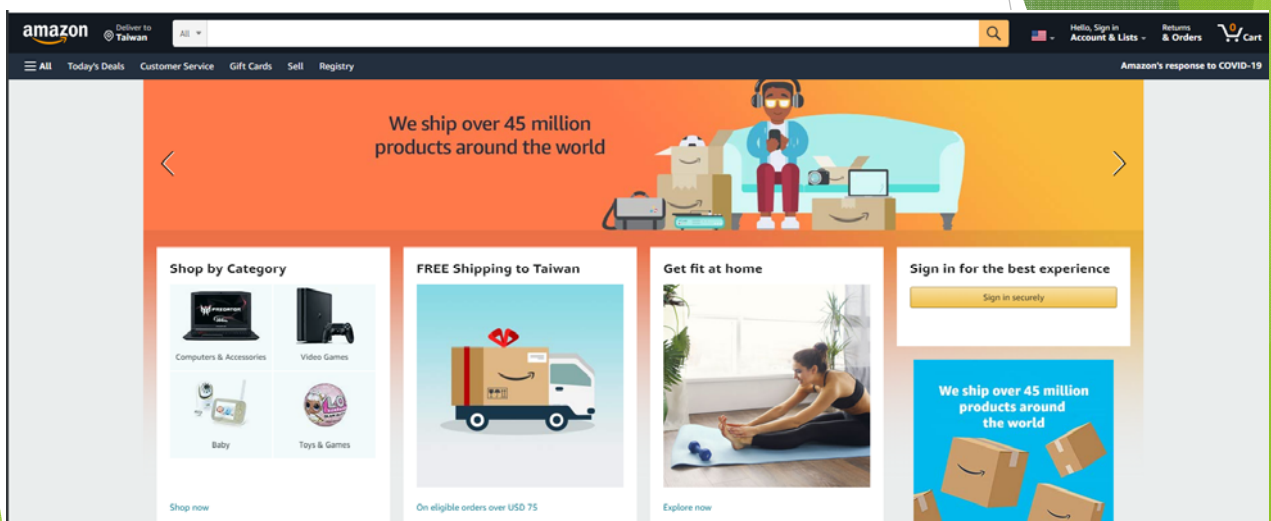 amazon
Deliver to
Taiwan
All
Hello, Sign in
Account & Lists
Returns
& Orders
0
Cart
All
Today's Deals
Customer Service
Gift Cards
Sell
Registry
Amazon's response to COVID-19
We ship over 45 million
products around the world
Shop by Category
Computers & Accessories
Video Games
Baby
Toys & Games
Shop now
FREE Shipping to Taiwan
On eligible orders over USD 75
Get fit at home
Explore now
Sign in for the best experience
Sign in securely
We ship over 45 million
products around
the world